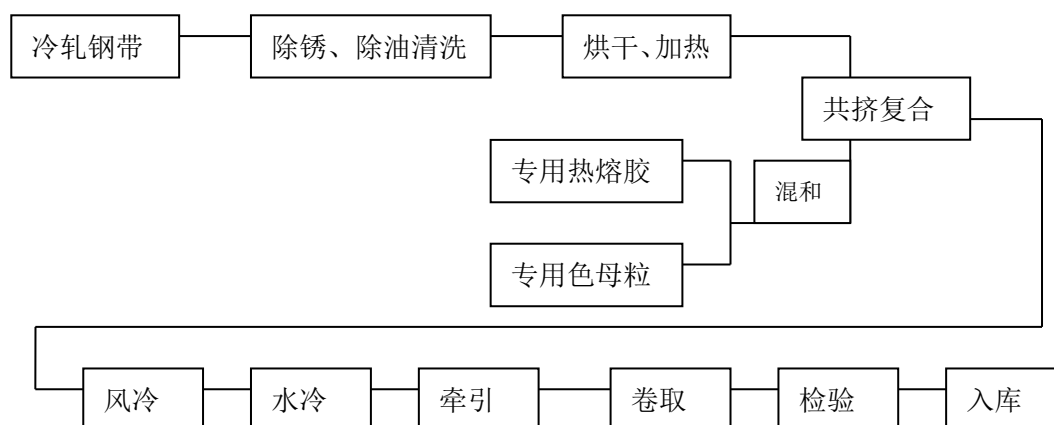 冷轧钢带
除锈、除油清洗
烘干、加热
共挤复合
专用热熔胶
混和
专用色母粒
风冷
水冷
牵引
卷取
检验
入库